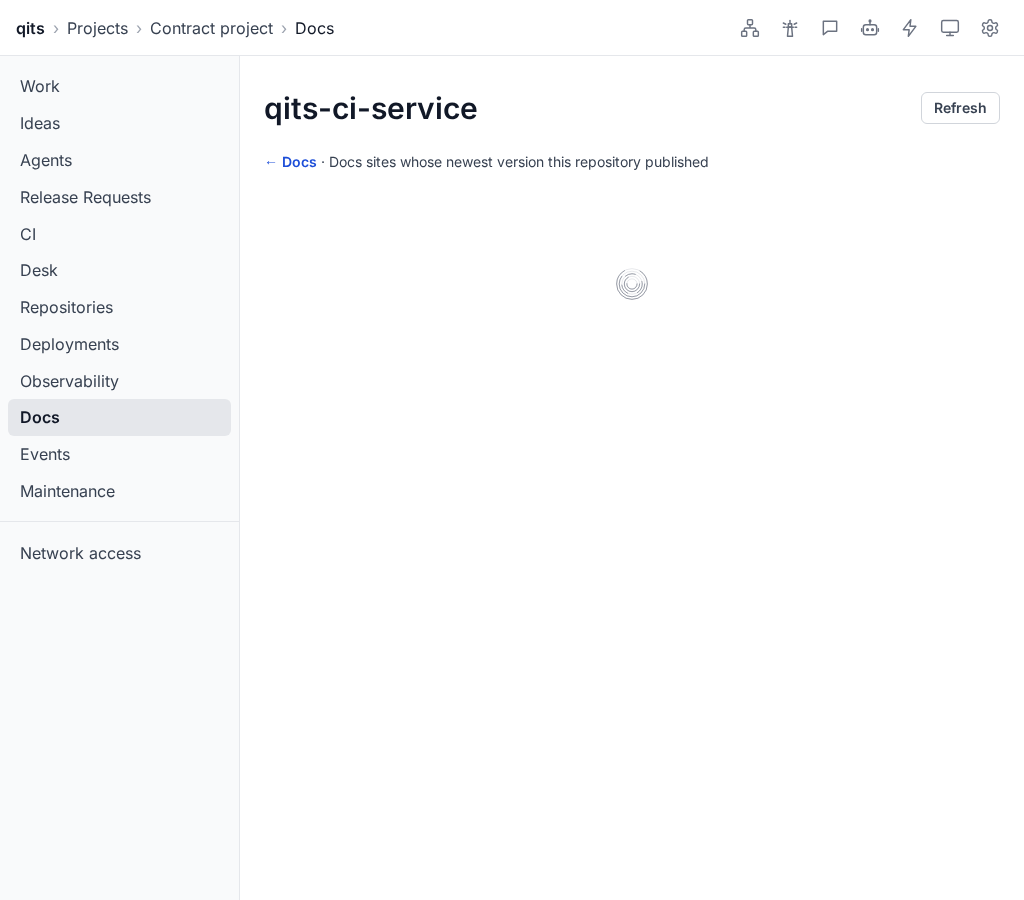 qits › Projects › Contract project › Docs
Work
Ideas
Agents
Release Requests
CI
Desk
Repositories
Deployments
Observability
Docs
Events
Maintenance
Network access
qits-ci-service
Refresh
← Docs · Docs sites whose newest version this repository published